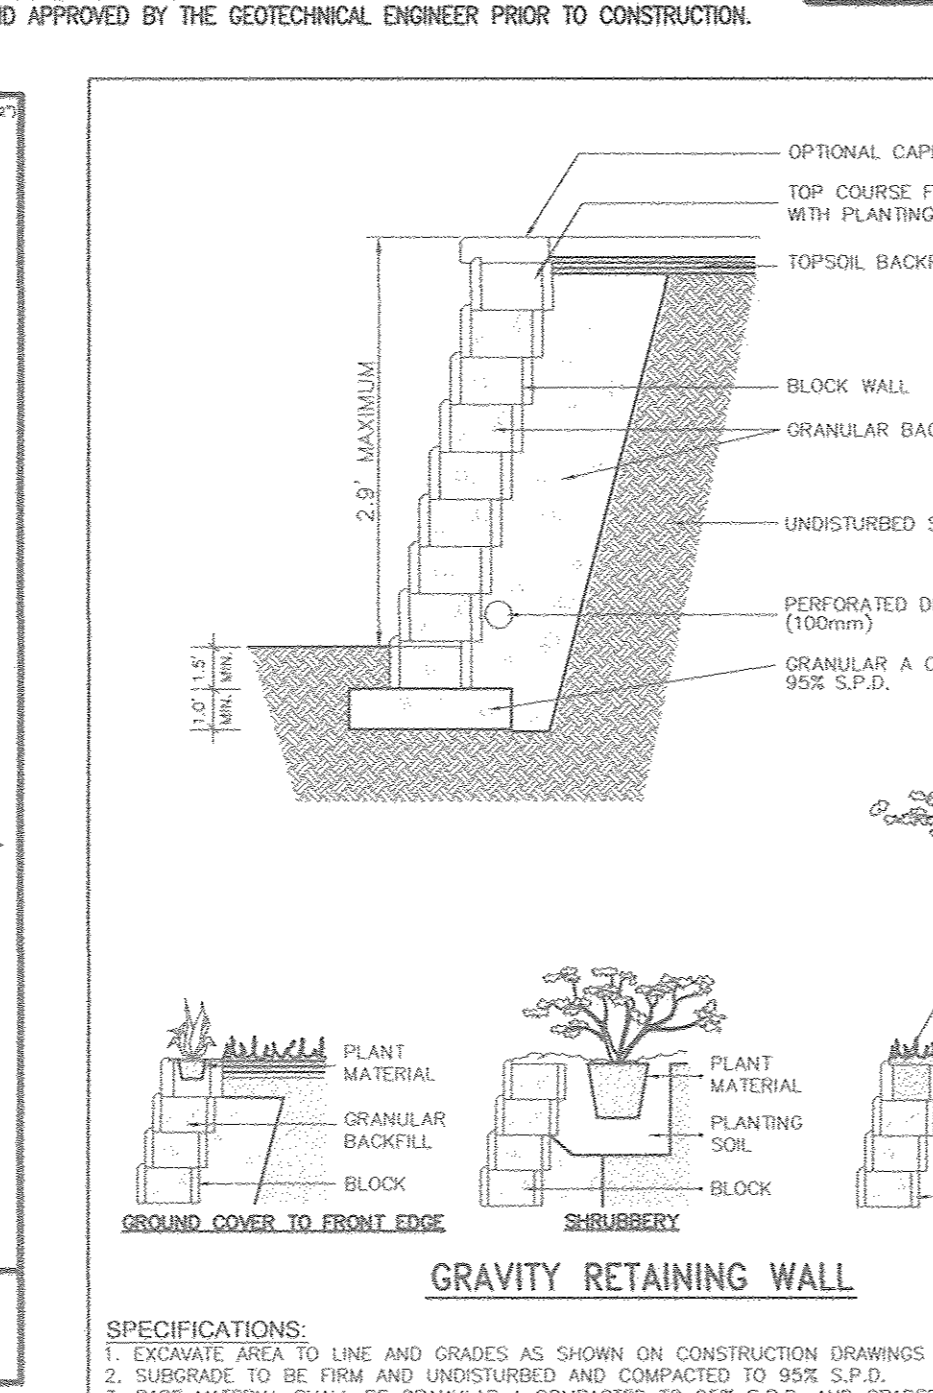 APPROVED BY THE GEOTECHNICAL ENGINEER PRIOR TO CONSTRUCTION.
2")
OPTIONAL CAP
TOP COURSE F
WITH PLANTING
TOPSOIL BACKF
2.9' MAXIMUM
BLOCK WALL
GRANULAR BAC
UNDISTURBED S
PERFORATED D
(100mm)
1.5' MIN.
GRANULAR A C
95% S.P.D.
1.0' MIN.
PLANT
MATERIAL
GRANULAR
BACKFILL
BLOCK
GROUND COVER TO FRONT EDGE
PLANT
MATERIAL
PLANTING
SOIL
BLOCK
SHRUBBERY
GRAVITY RETAINING WALL
SPECIFICATIONS:
1. EXCAVATE AREA TO LINE AND GRADES AS SHOWN ON CONSTRUCTION DRAWINGS
2. SUBGRADE TO BE FIRM AND UNDISTURBED AND COMPACTED TO 95% S.P.D.